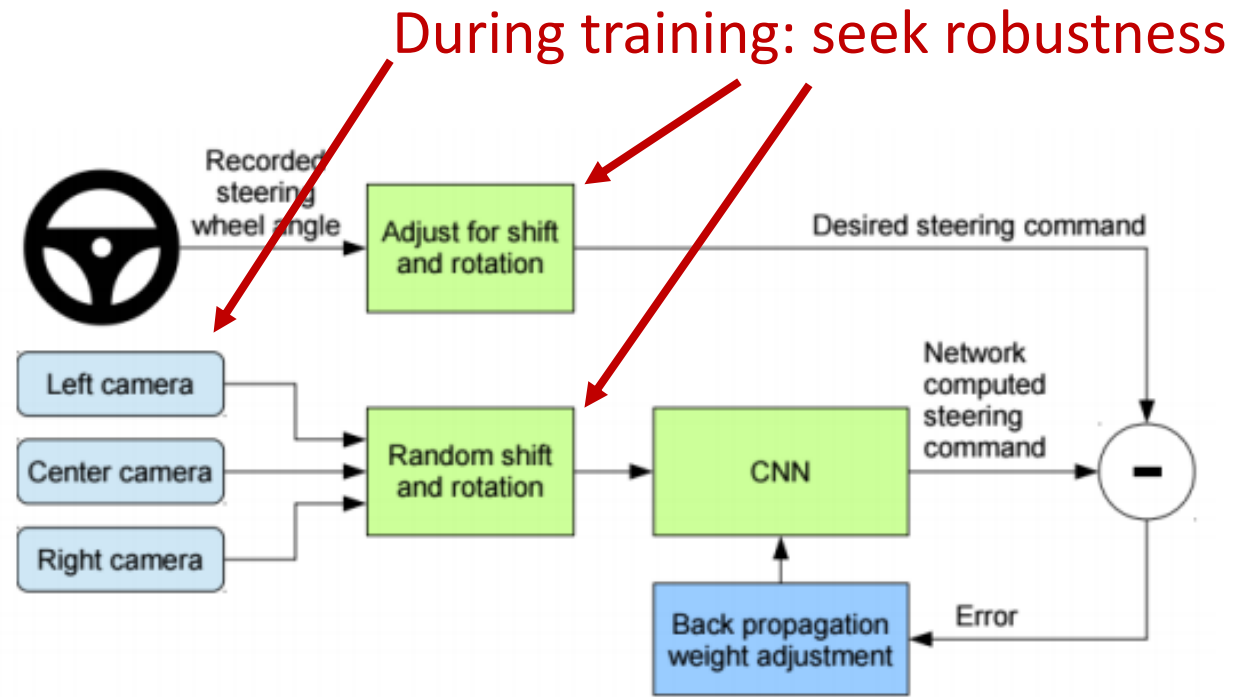 During training: seek robustness
Recorded
steering
wheel angle
Adjust for shift
and rotation
Desired steering command
Left camera
Center camera
Right camera
Random shift
and rotation
CNN
Network
computed
steering
command
Back propagation
weight adjustment
Error